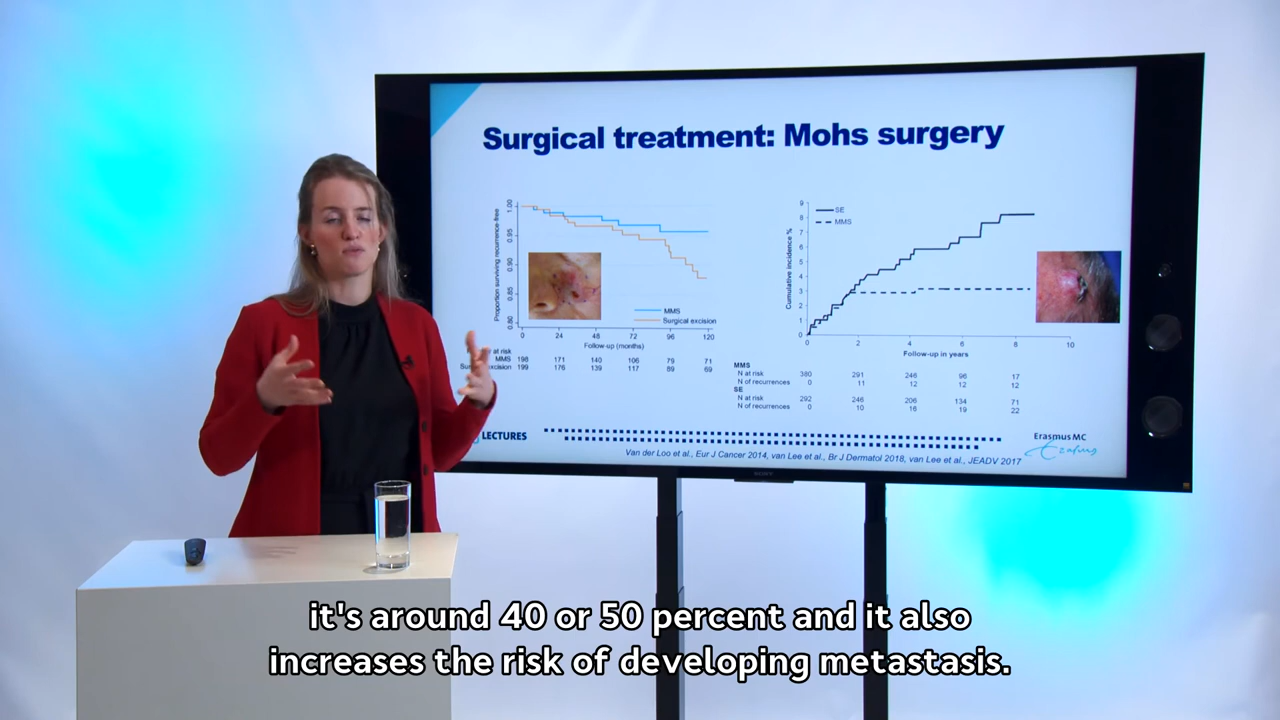 Surgical treatment: Mohs surgery
Proportion surviving recurrence-free
1.00
0.95
0.90
0.85
0.80
MMS
Surgical excision
0 24 48 72 96 120
Follow-up (months)
at risk
MMS 198 171 140 106 75 71
excision 199 176 139 117 89 69
Cumulative incidence %
9
8
7
6
5
4
3
2
1
0
SE
MMS
0 2 4 6 8 10
Follow-up in years
MMS
N at risk 380 291 246 96 17
N of recurrences 0 11 12 12 12
SE
N at risk 292 246 206 134 71
N of recurrences 0 10 16 19 22
LECTURES
Erasmus MC
Erasmus
Van der Loo et al., Eur J Cancer 2014, van Lee et al., Br J Dermatol 2018, van Lee et al., JEADV 2017
SONY
it's around 40 or 50 percent and it also
increases the risk of developing metastasis.